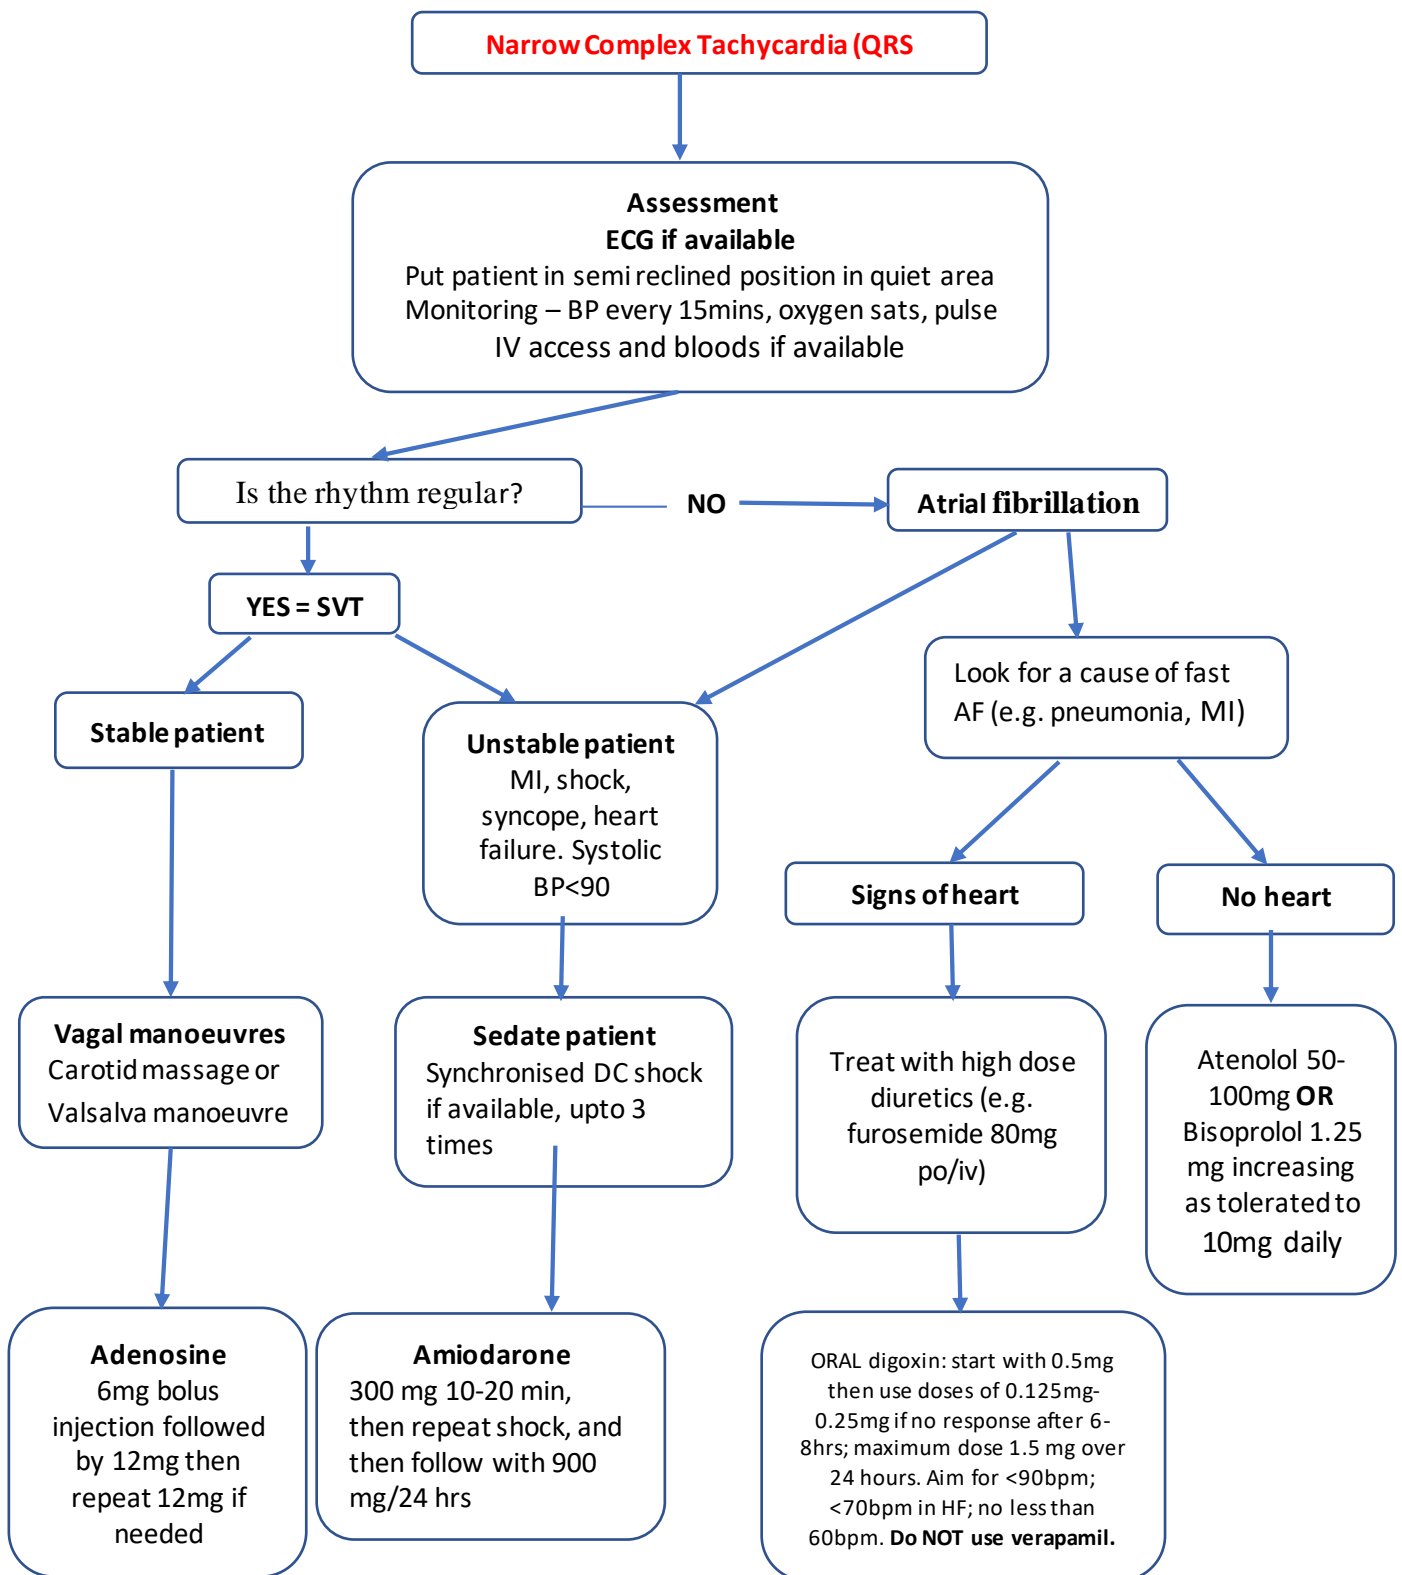 Narrow Complex Tachycardia (QRS
Assessment
ECG if available
Put patient in semi reclined position in quiet area
Monitoring – BP every 15mins, oxygen sats, pulse
IV access and bloods if available
Is the rhythm regular?
NO
Atrial fibrillation
YES = SVT
Stable patient
Unstable patient
MI, shock,
syncope, heart
failure. Systolic
BP<90
Look for a cause of fast
AF (e.g. pneumonia, MI)
Signs of heart
No heart
Vagal manoeuvres
Carotid massage or
Valsalva manoeuvre
Sedate patient
Synchronised DC shock
if available, upto 3
times
Treat with high dose
diuretics (e.g.
furosemide 80mg
po/iv)
Atenolol 50-
100mg OR
Bisoprolol 1.25
mg increasing
as tolerated to
10mg daily
Adenosine
6mg bolus
injection followed
by 12mg then
repeat 12mg if
needed
Amiodarone
300 mg 10-20 min,
then repeat shock, and
then follow with 900
mg/24 hrs
ORAL digoxin: start with 0.5mg
then use doses of 0.125mg-
0.25mg if no response after 6-
8hrs; maximum dose 1.5 mg over
24 hours. Aim for <90bpm;
<70bpm in HF; no less than
60bpm. Do NOT use verapamil.